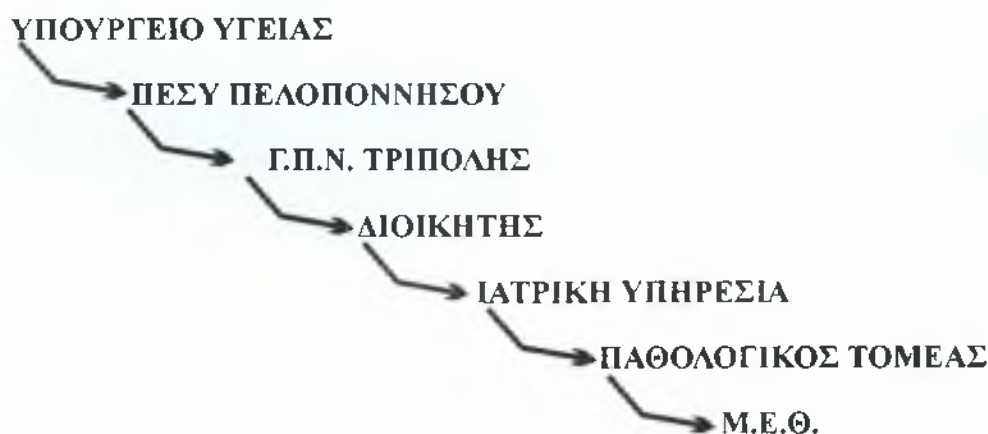 ΥΠΟΥΡΓΕΙΟ ΥΓΕΙΑΣ
ΠΕΣΥ ΠΕΛΟΠΟΝΝΗΣΟΥ
Γ.Π.Ν. ΤΡΙΠΟΛΗΣ
ΔΙΟΙΚΗΤΗΣ
ΙΑΤΡΙΚΗ ΥΠΗΡΕΣΙΑ
ΠΑΘΟΛΟΓΙΚΟΣ ΤΟΜΕΑΣ
Μ.Ε.Θ.